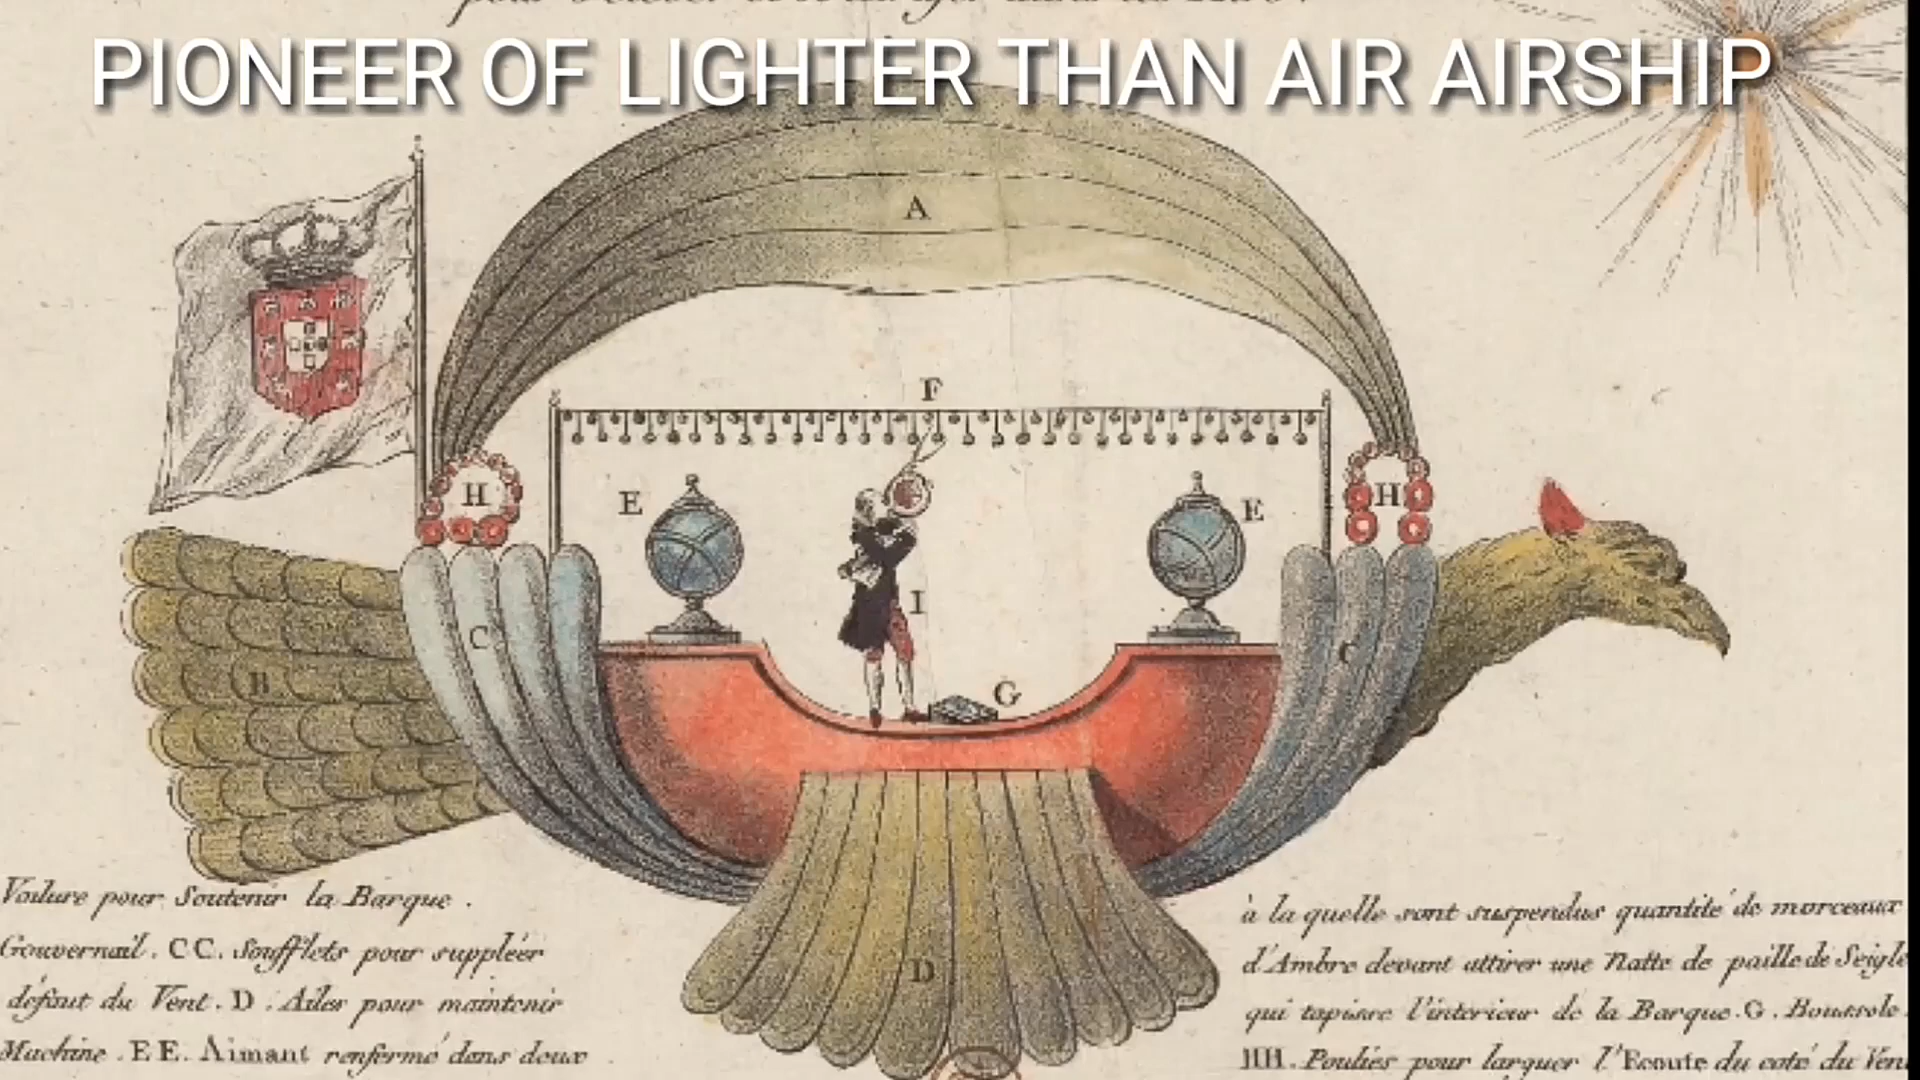 PIONEER OF LIGHTER THAN AIR AIRSHIP
A
F
H
E
E
H
I
C
C
B
G
D
Voilure pour Soutenir la Barque .
Gouvernail . CC . Soufflets pour suppléer
défaut du Vent . D . Ailes pour maintenir
Machine . EE . Aimant renfermé dans deux
à la quelle sont suspendus quantité de morceaux
d'Ambre devant attirer une Natte de paille de Seigle
qui tapisse l'interieur de la Barque . G . Boussole .
HH . Poulies pour larguer l'Ecoute du coté du Vent